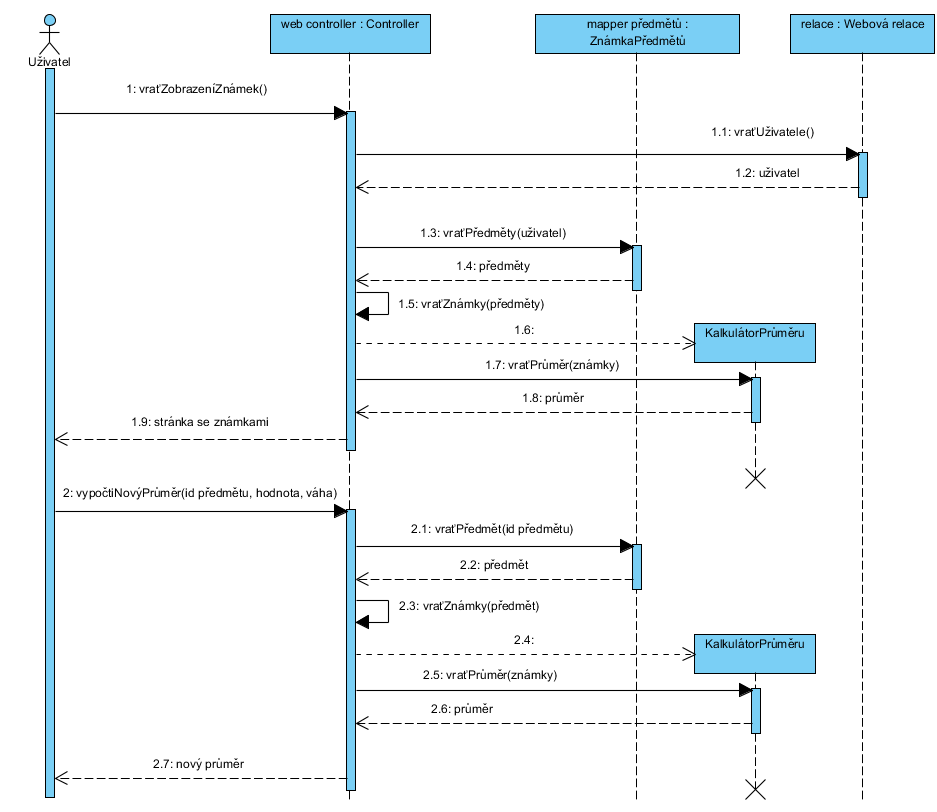 web controller : Controller
mapper předmětů :
ZnámkaPředmětů
relace : Webová relace
Uživatel
1: vraťZobrazeníZnámek()
1.1: vraťUživatele()
1.2: uživatel
1.3: vraťPředměty(uživatel)
1.4: předměty
1.5: vraťZnámky(předměty)
1.6:
KalkulátorPrůměru
1.7: vraťPrůměr(známky)
1.8: průměr
1.9: stránka se známkami
2: vypočtiNovýPrůměr(id předmětu, hodnota, váha)
2.1: vraťPředmět(id předmětu)
2.2: předmět
2.3: vraťZnámky(předmět)
2.4:
KalkulátorPrůměru
2.5: vraťPrůměr(známky)
2.6: průměr
2.7: nový průměr